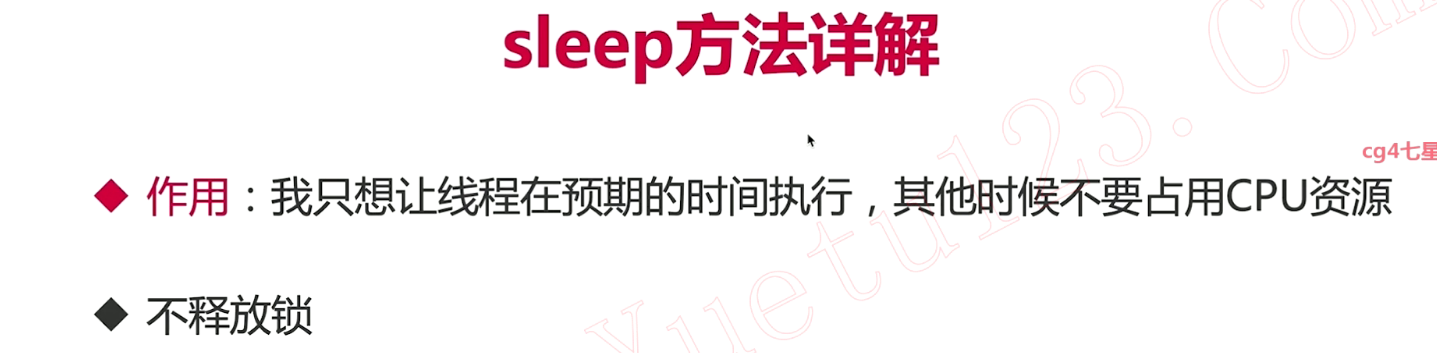 sleep方法详解
cg4七星
作用：我只想让线程在预期的时间执行，其他时候不要占用CPU资源
不释放锁
Yuetu123.Com